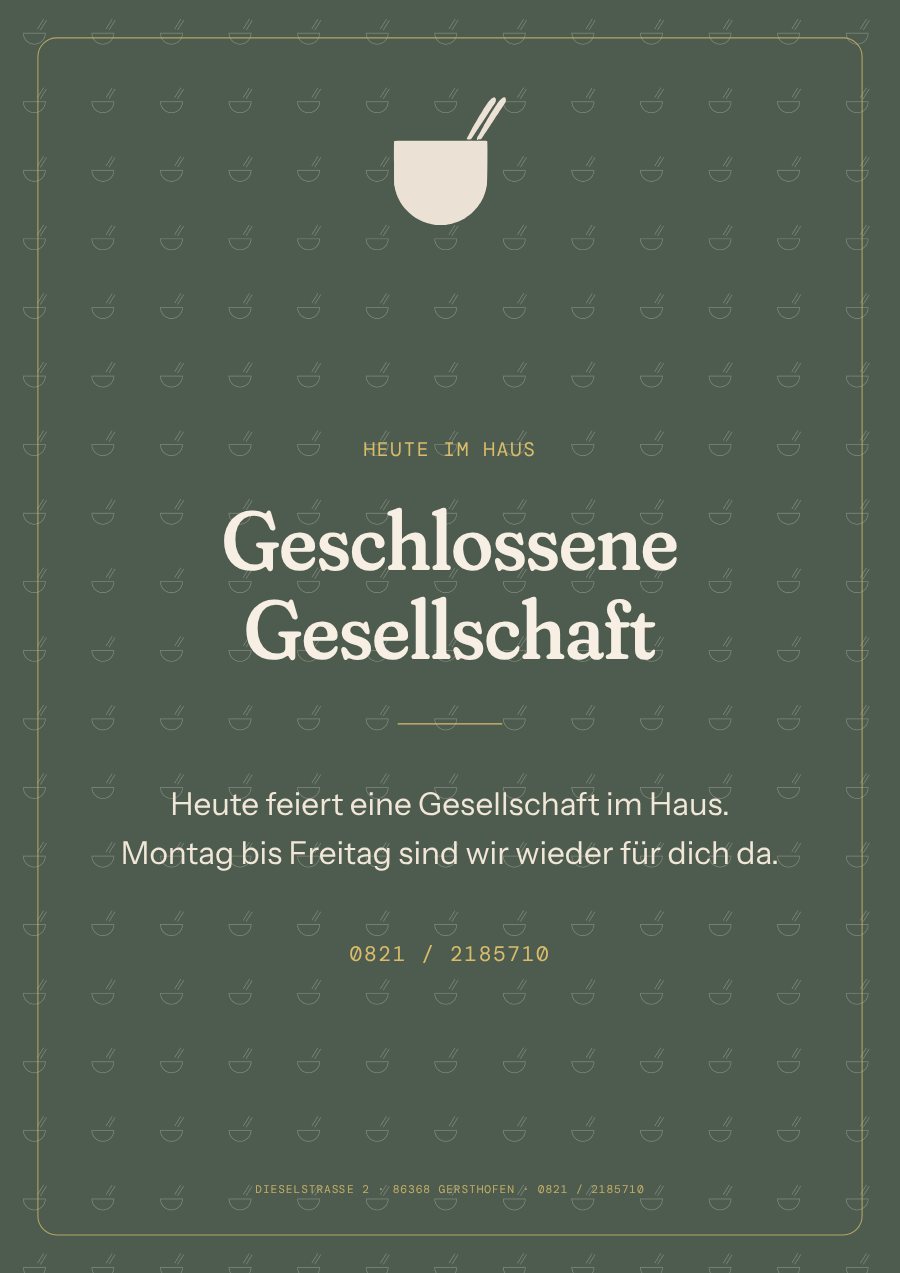 HEUTE IM HAUS
Geschlossene
Gesellschaft
Heute feiert eine Gesellschaft im Haus.
Montag bis Freitag sind wir wieder für dich da.
0821 / 2185710
DIESELSTRASSE 2 · 86368 GERSTHOFEN · 0821 / 2185710